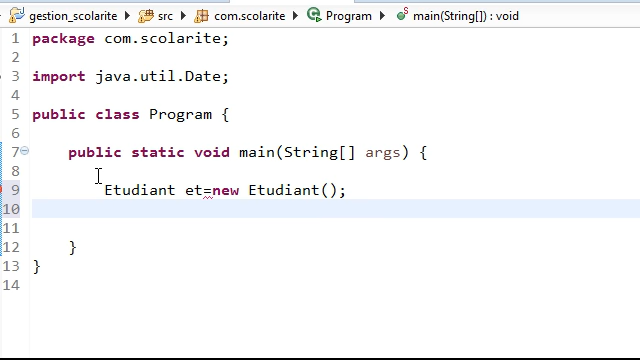 gestion_scolarite src com.scolarite Program main(String[]) : void
1 package com.scolarite;
2
3 import java.util.Date;
4
5 public class Program {
6
7 public static void main(String[] args) {
8
9 Etudiant et=new Etudiant();
10
11
12 }
13 }
14